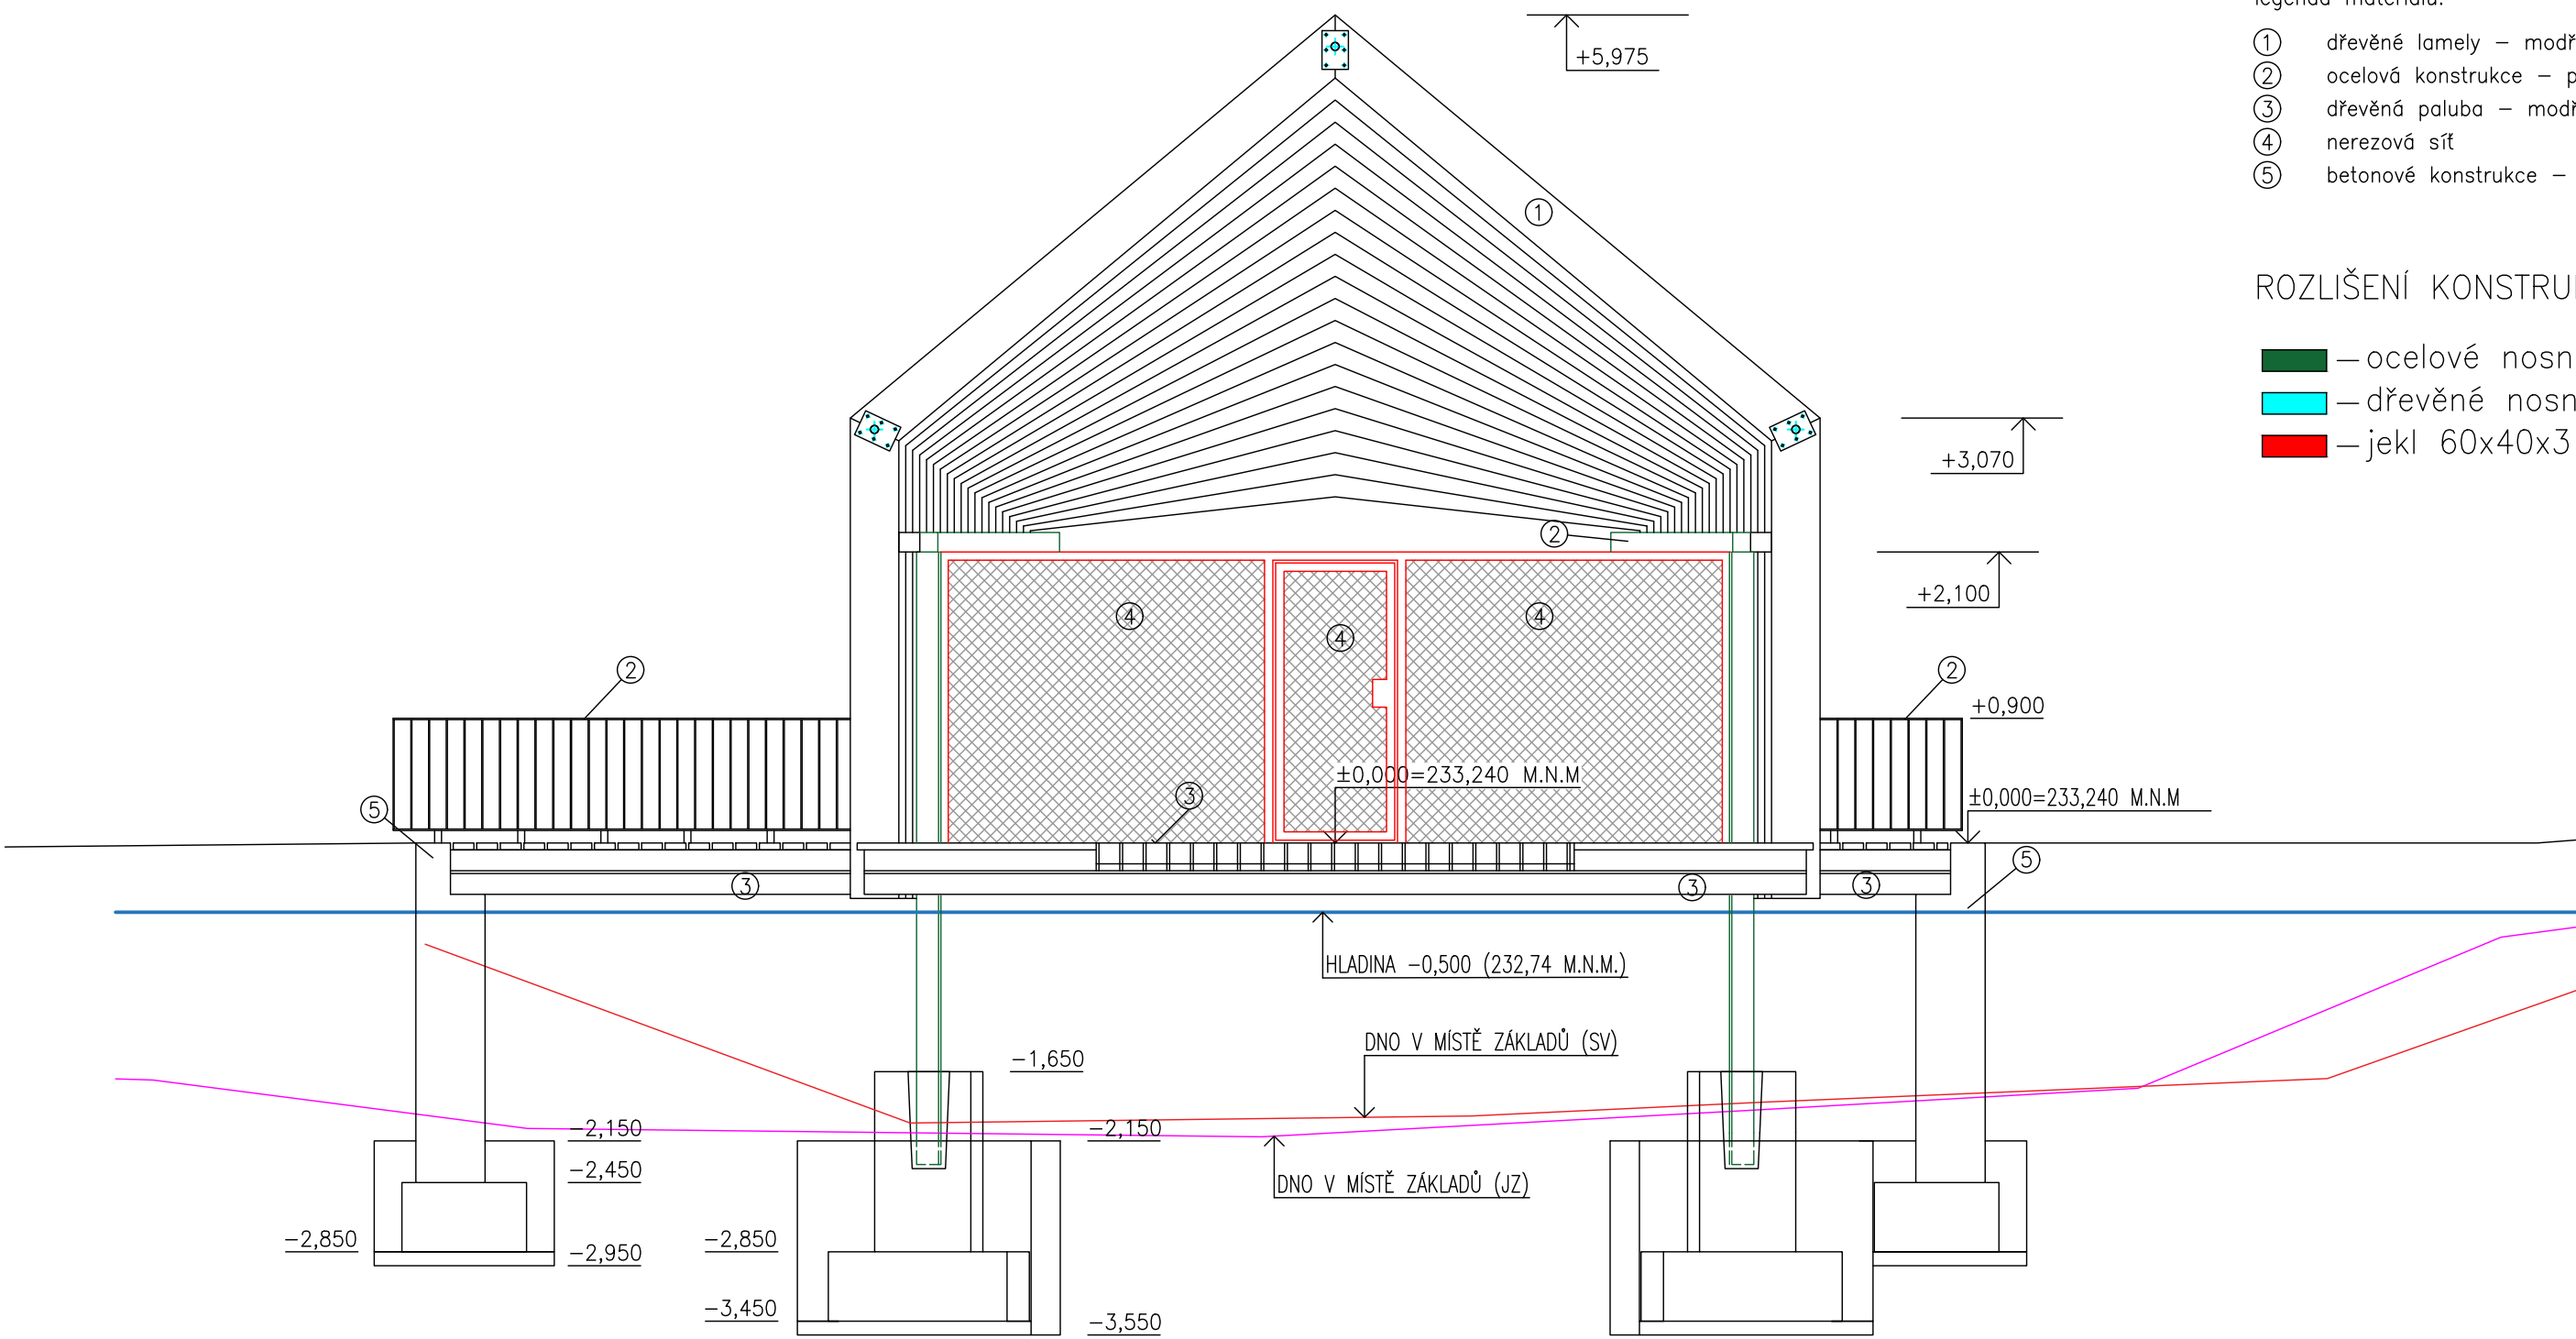 legenda materiálů:
1 dřevěné lamely – modř
2 ocelová konstrukce – p
3 dřevěná paluba – modř
4 nerezová síť
5 betonové konstrukce –
ROZLIŠENÍ KONSTRU
– ocelové nosn
– dřevěné nosn
– jekl 60x40x3
+5,975
1
+3,070
2
+2,100
4
4
4
2
2
+0,900
±0,000=233,240 M.N.M
3
±0,000=233,240 M.N.M
5
5
3
3
3
HLADINA –0,500 (232,74 M.N.M.)
DNO V MÍSTĚ ZÁKLADŮ (SV)
–1,650
–2,150
–2,150
–2,450
DNO V MÍSTĚ ZÁKLADŮ (JZ)
–2,850
–2,950
–2,850
–3,450
–3,550